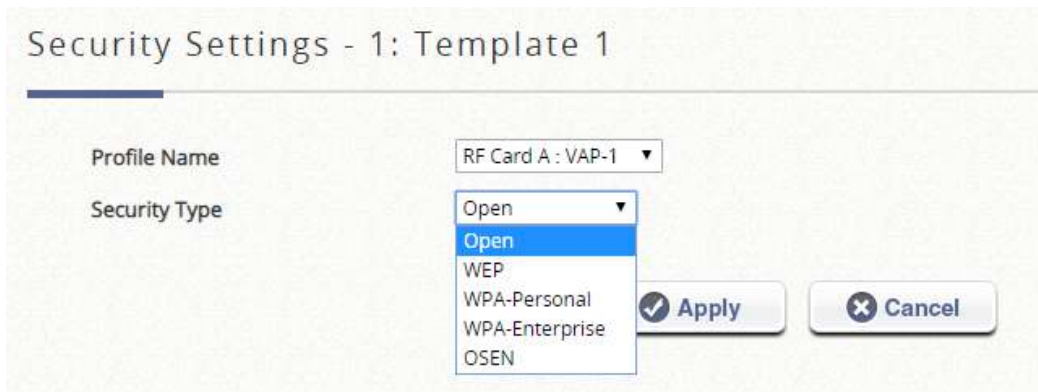 Security Settings - 1: Template 1
Profile Name
RF Card A : VAP-1
Security Type
Open
Open
WEP
WPA-Personal
WPA-Enterprise
OSEN
Apply
Cancel